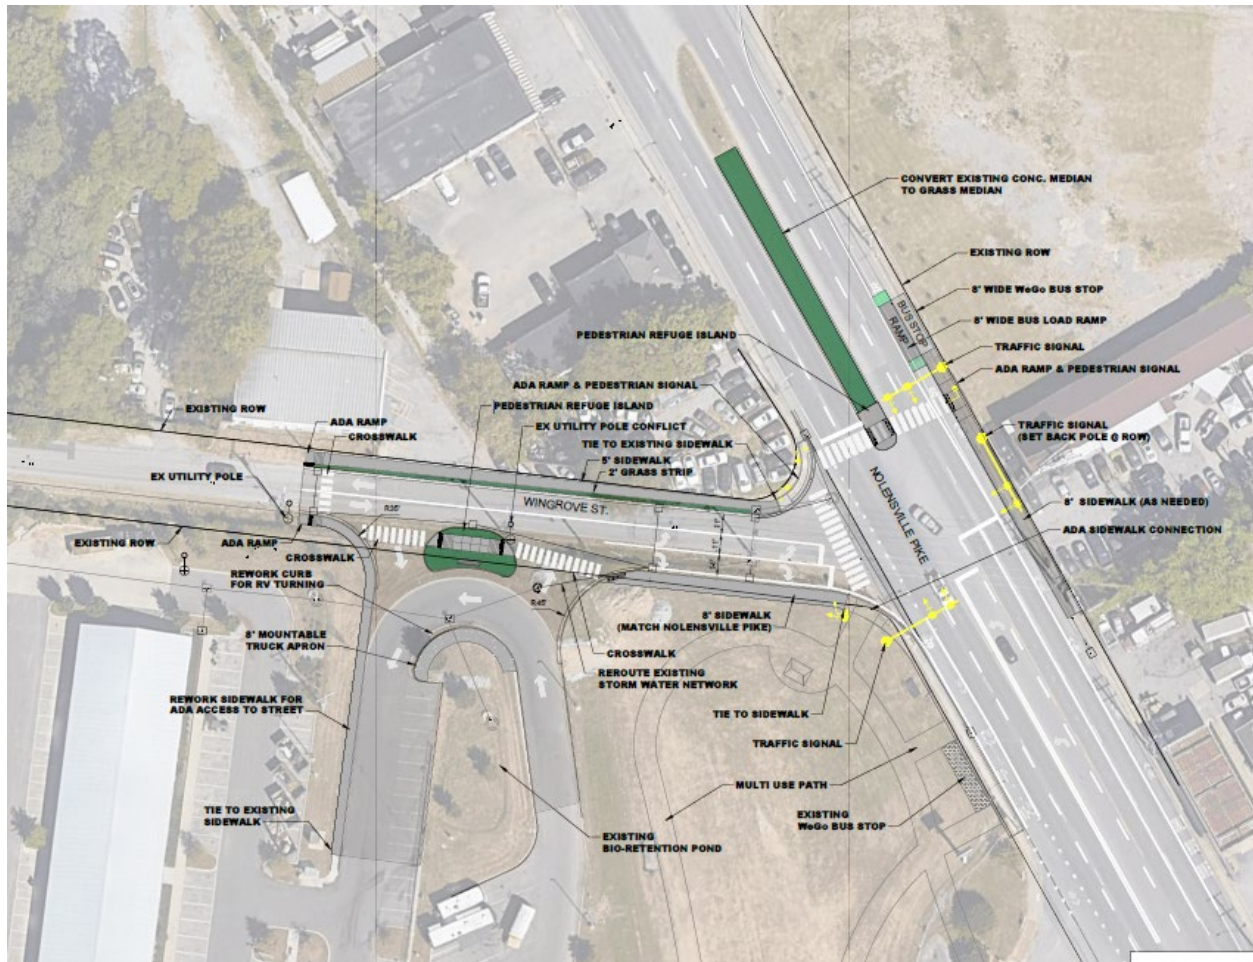 CONVERT EXISTING CONC. MEDIAN
TO GRASS MEDIAN
EXISTING ROW
8' WIDE WeGo BUS STOP
BUS STOP
RAMP
8' WIDE BUS LOAD RAMP
PEDESTRIAN REFUGE ISLAND
TRAFFIC SIGNAL
ADA RAMP & PEDESTRIAN SIGNAL
ADA RAMP & PEDESTRIAN SIGNAL
PEDESTRIAN REFUGE ISLAND
EXISTING ROW
ADA RAMP
EX UTILITY POLE CONFLICT
TRAFFIC SIGNAL
(SET BACK POLE @ ROW)
CROSSWALK
TIE TO EXISTING SIDEWALK
5' SIDEWALK
2' GRASS STRIP
EX UTILITY POLE
WINGROVE ST.
NOLENSVILLE PIKE
8' SIDEWALK (AS NEEDED)
R35'
ADA SIDEWALK CONNECTION
EXISTING ROW
ADA RAMP
11'
11'
CROSSWALK
REWORK CURB
FOR RV TURNING
R45'
8' SIDEWALK
(MATCH NOLENSVILLE PIKE)
8' MOUNTABLE
TRUCK APRON
CROSSWALK
REROUTE EXISTING
STORM WATER NETWORK
REWORK SIDEWALK FOR
ADA ACCESS TO STREET
TIE TO SIDEWALK
TRAFFIC SIGNAL
MULTI USE PATH
TIE TO EXISTING
SIDEWALK
EXISTING
WeGo BUS STOP
EXISTING
BIO-RETENTION POND